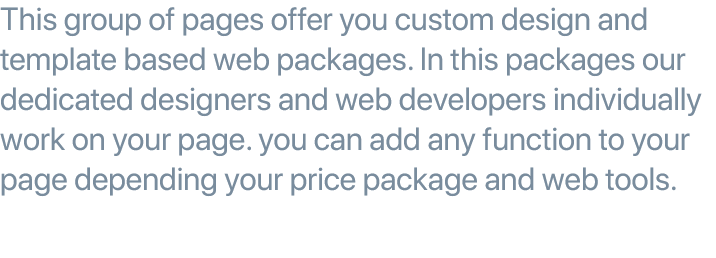 This group of pages offer you custom design and
template based web packages. In this packages our
dedicated designers and web developers individually
work on your page. you can add any function to your
page depending your price package and web tools.